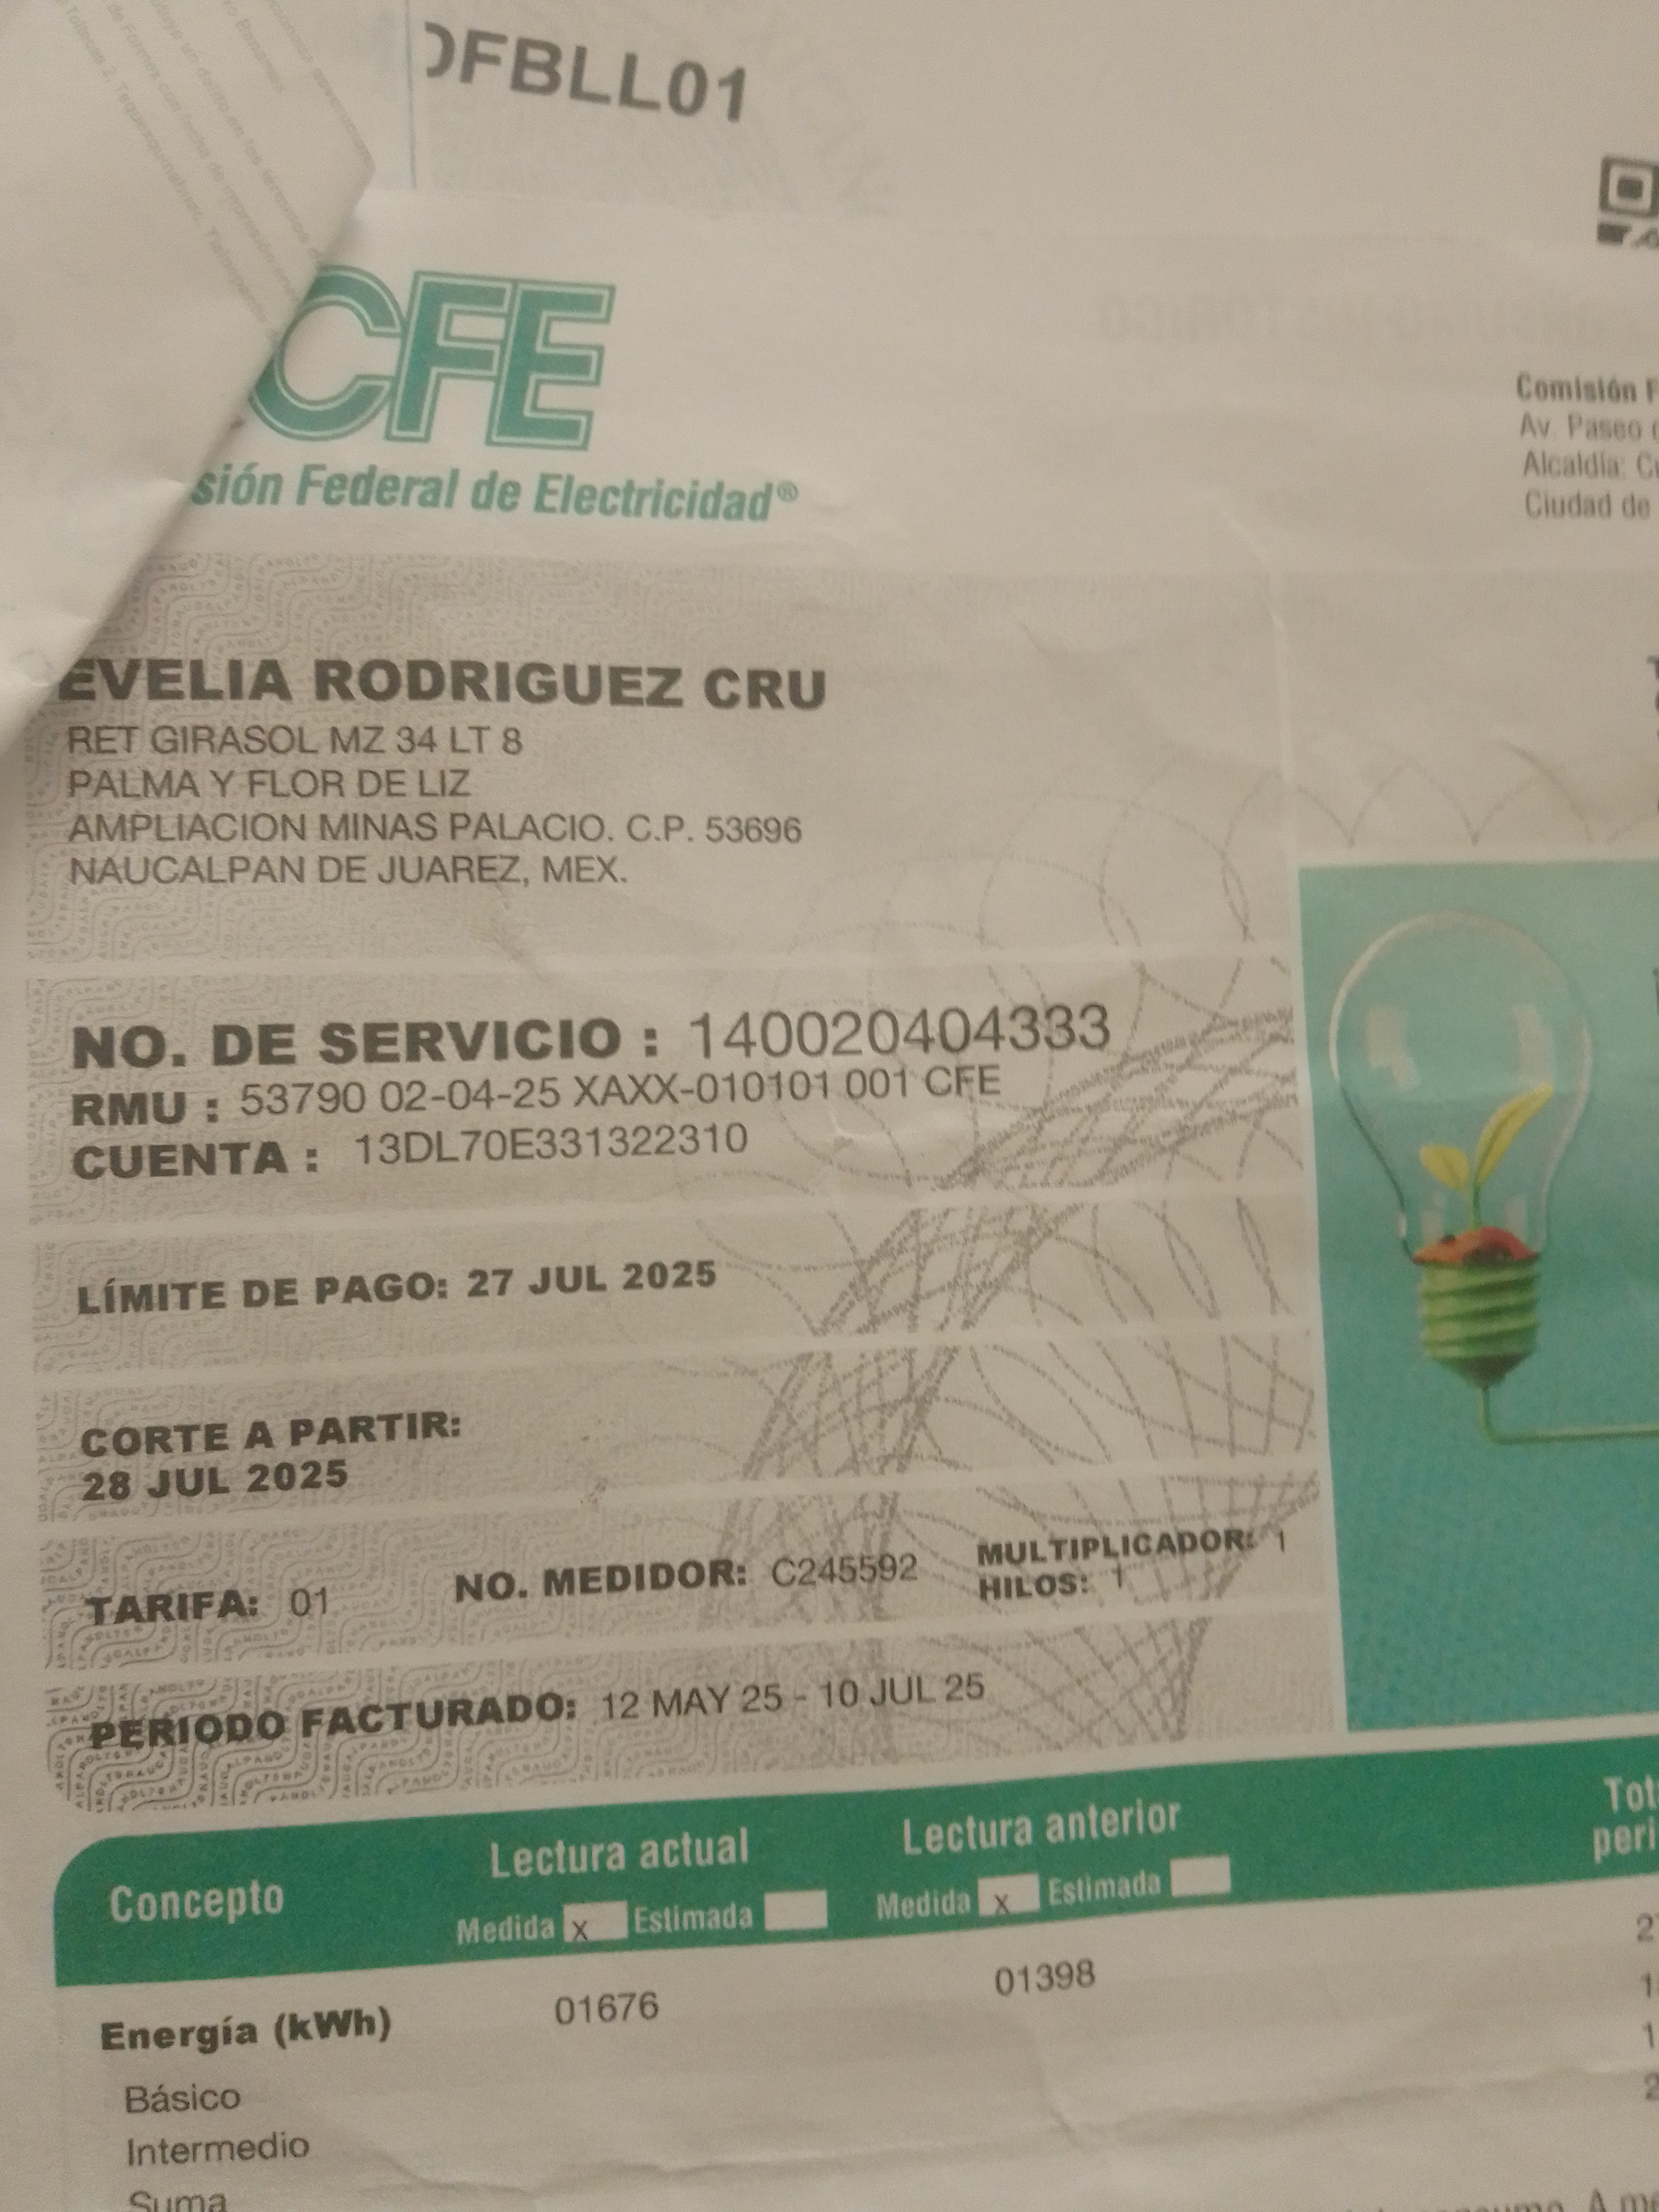 OFBLL01
CFE
sión Federal de Electricidad®
Comisión F
Av. Paseo
Alcaldía: C
Ciudad de
EVELIA RODRIGUEZ CRU
RET GIRASOL MZ 34 LT 8
PALMA Y FLOR DE LIZ
AMPLIACION MINAS PALACIO. C.P. 53696
NAUCALPAN DE JUAREZ, MEX.
NO. DE SERVICIO : 140020404333
RMU : 53790 02-04-25 XAXX-010101 001 CFE
CUENTA : 13DL70E331322310
LÍMITE DE PAGO: 27 JUL 2025
CORTE A PARTIR:
28 JUL 2025
TARIFA: 01 NO. MEDIDOR: C245592 MULTIPLICADOR: 1
HILOS: 1
PERIODO FACTURADO: 12 MAY 25 - 10 JUL 25
Concepto Lectura actual Lectura anterior Tot
peri
Medida x Estimada Medida x Estimada
Energía (kWh) 01676 01398 2
Básico
Intermedio
Suma